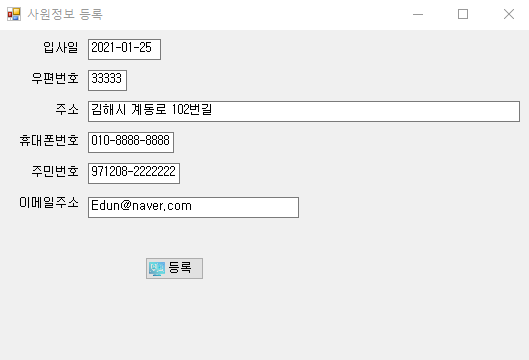 사원정보 등록
입사일 2021-01-25
우편번호 33333
주소 김해시 계동로 102번길
휴대폰번호 010-8888-8888
주민번호 971208-2222222
이메일주소 Edun@naver.com
등록